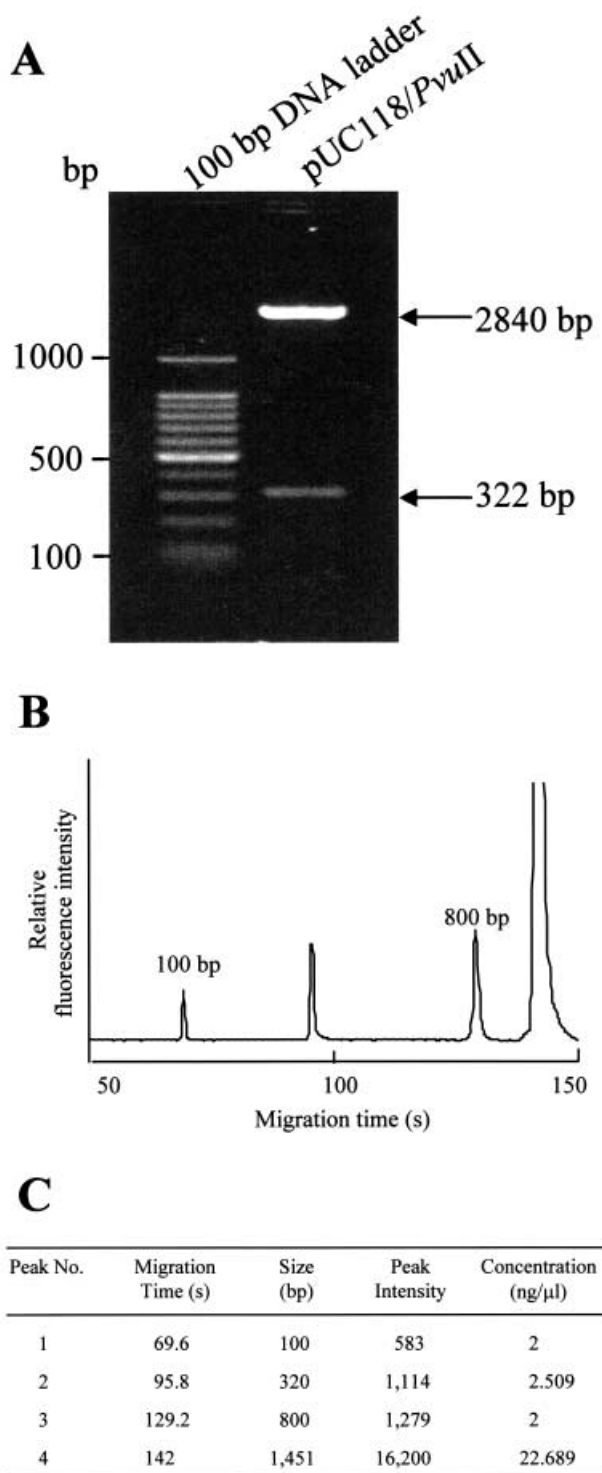 A
bp
100 bp DNA ladder
pUC118/PvuII
2840 bp
1000
500
322 bp
100
B
Relative
fluorescence intensity
100 bp
800 bp
50 100 150
Migration time (s)
C
Peak No. Migration Time (s) Size (bp) Peak Intensity Concentration (ng/µl)
1 69.6 100 583 2
2 95.8 320 1,114 2.509
3 129.2 800 1,279 2
4 142 1,451 16,200 22.689